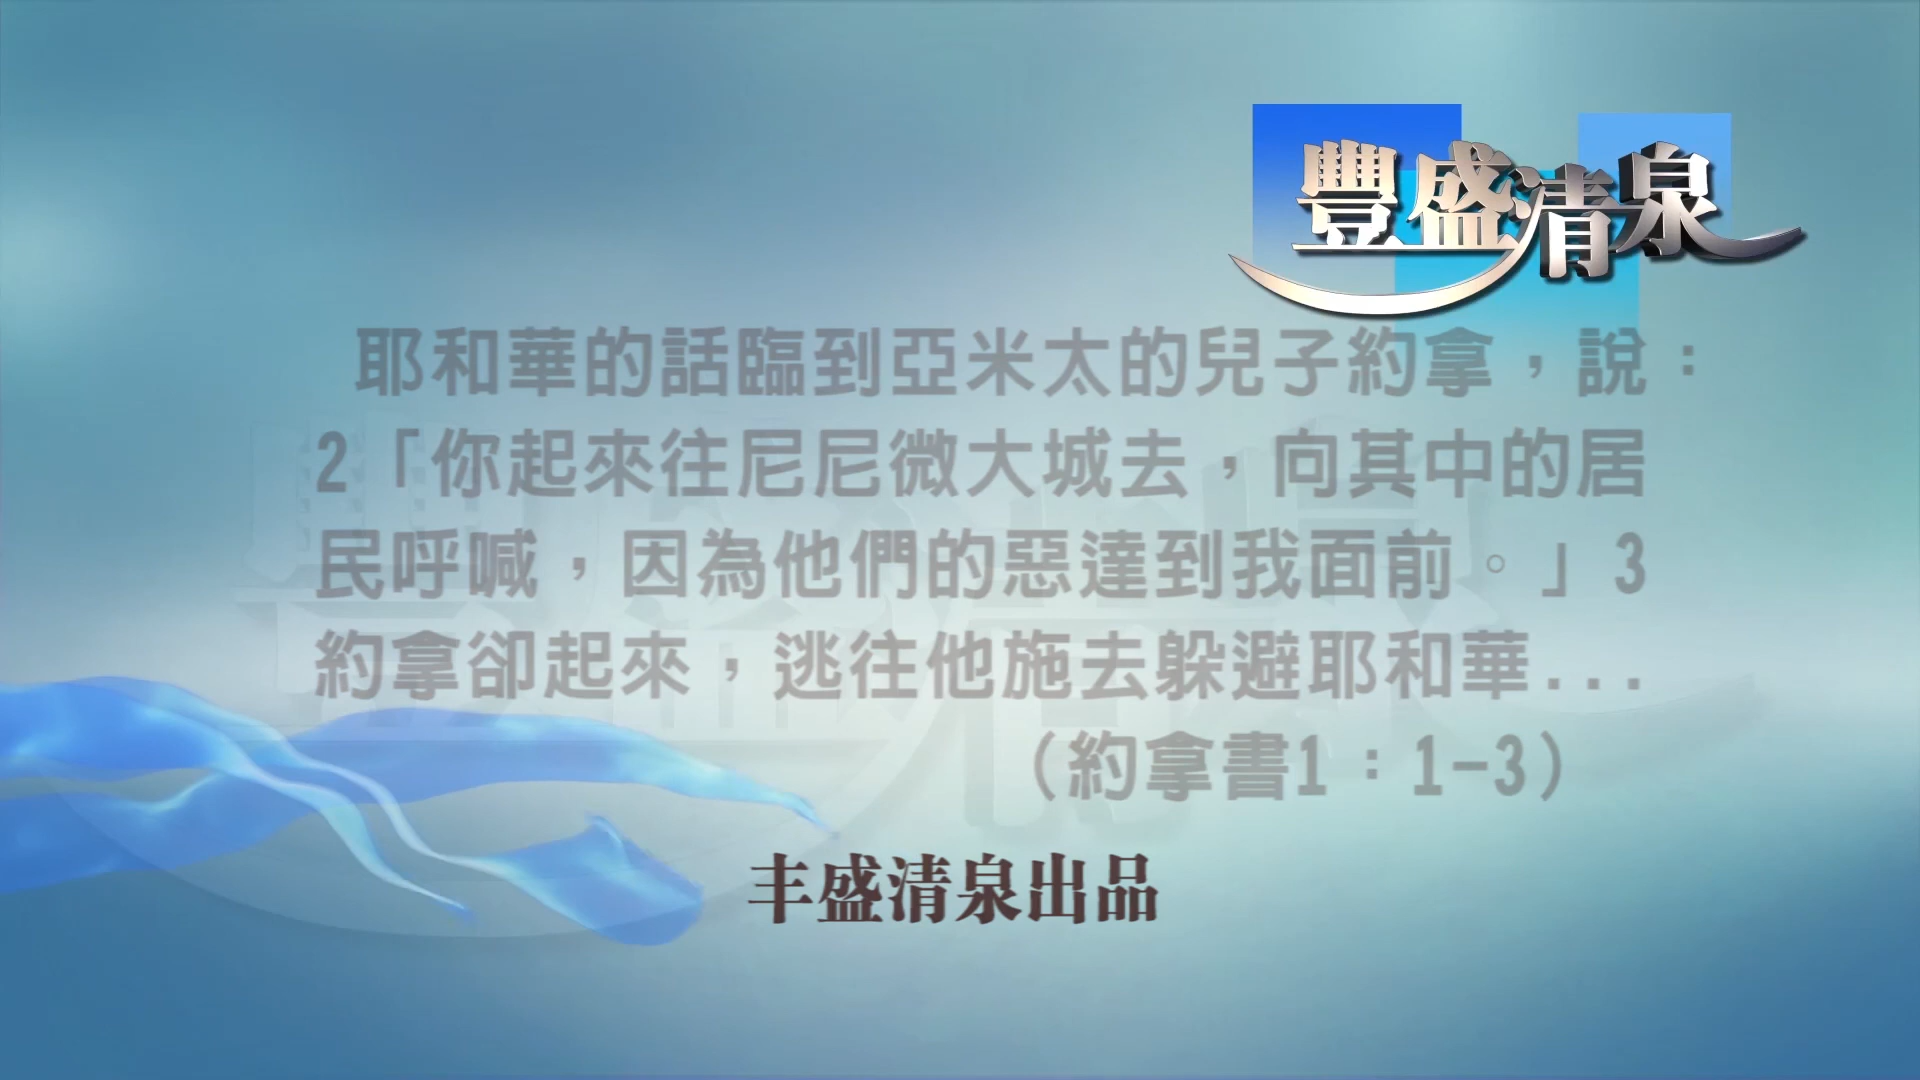 豐盛清泉
耶和華的話臨到亞米太的兒子約拿，說：
2「你起來往尼尼微大城去，向其中的居
民呼喊，因為他們的惡達到我面前。」3
約拿卻起來，逃往他施去躲避耶和華...
(約拿書1：1-3)
丰盛清泉出品